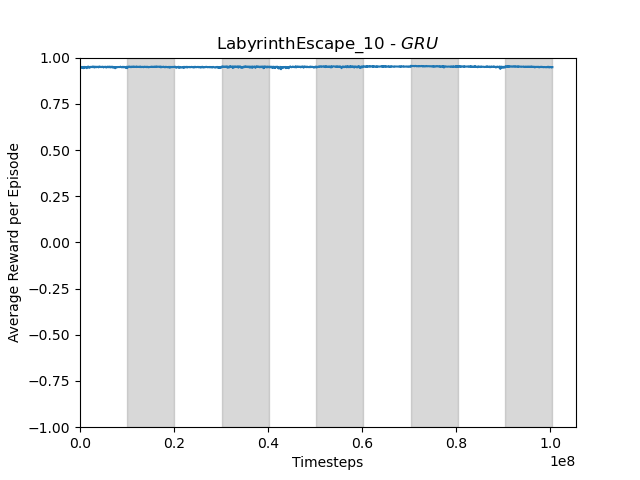 LabyrinthEscape_10 - GRU
1.00
0.75
0.50
0.25
0.00
−0.25
−0.50
−0.75
−1.00
Average Reward per Episode
0.0 0.2 0.4 0.6 0.8 1.0
1e8
Timesteps